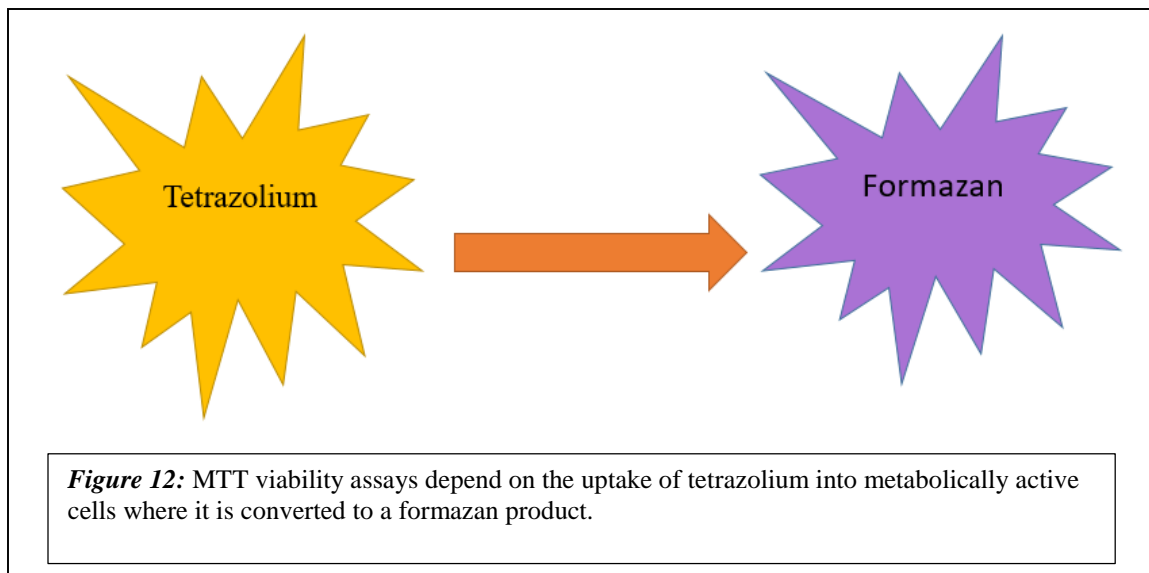 Tetrazolium
Formazan
Figure 12: MTT viability assays depend on the uptake of tetrazolium into metabolically active
cells where it is converted to a formazan product.